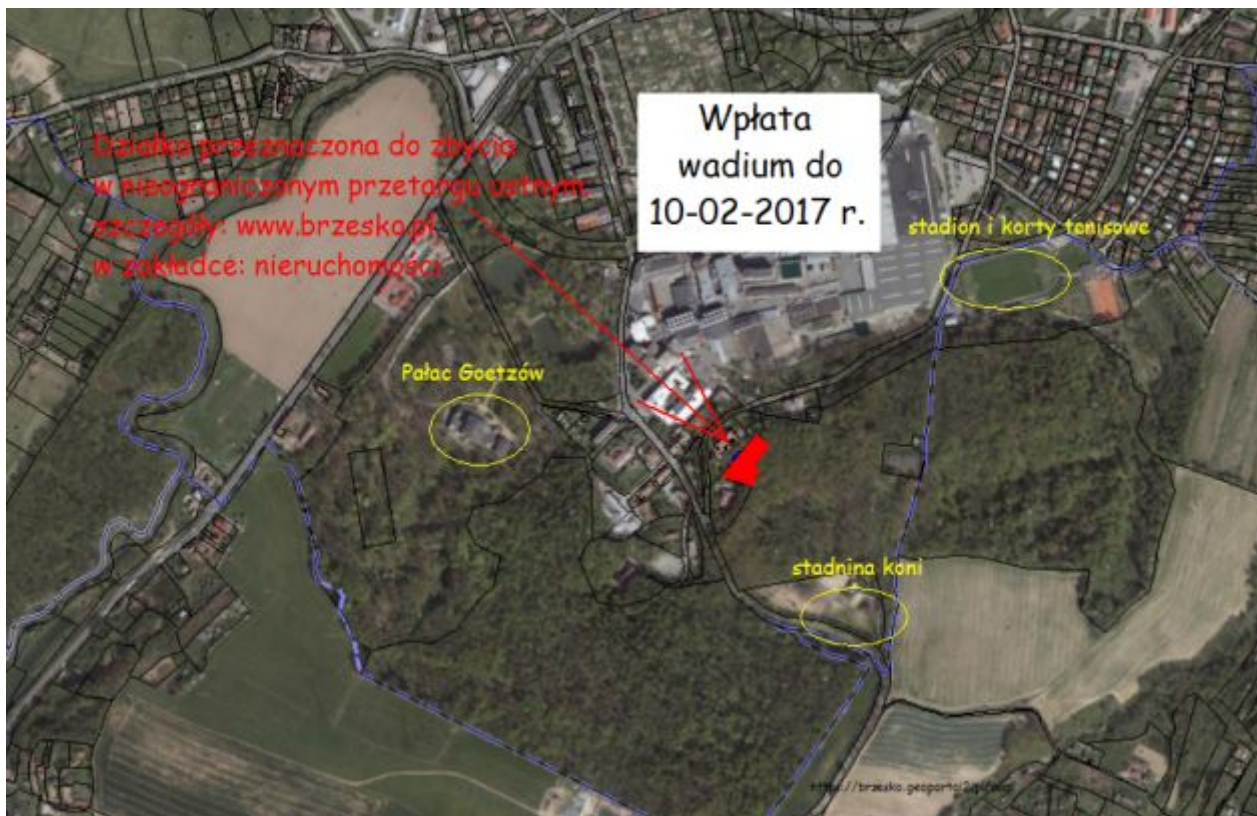 Działka przeznaczona do zbycia
w nieograniczonym przetargu ustnym,
szczegóły: www.brzesko.pl
w zakładce: nieruchomości
Wpłata
wadium do
10-02-2017 r.
stadion i korty tenisowe
Pałac Goetzów
stadnina koni